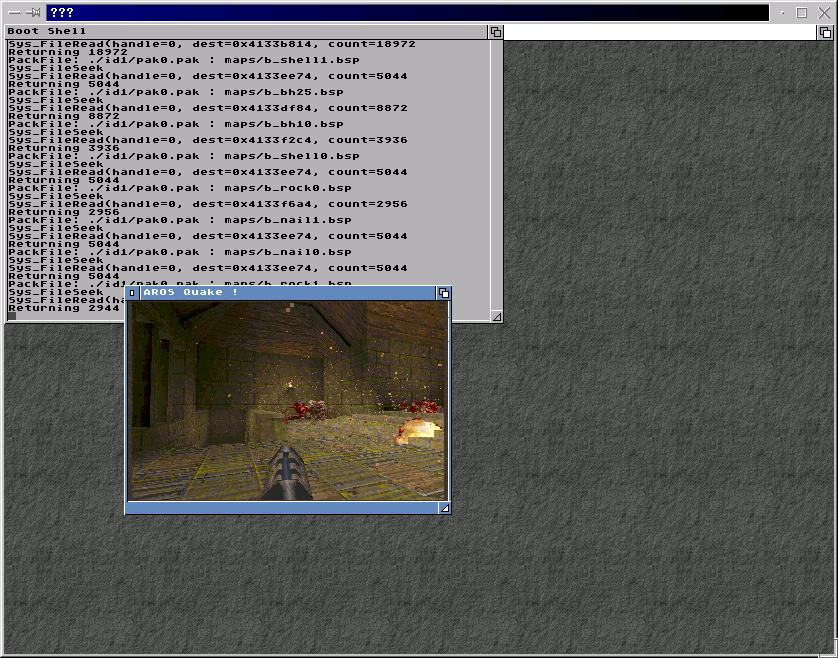 ???
Boot Shell
Sys_FileRead(handle=0, dest=0x4133b814, count=18972
Returning 18972
PackFile: ./id1/pak0.pak : maps/b_shell1.bsp
Sys_FileSeek
Sys_FileRead(handle=0, dest=0x4133ee74, count=5044
Returning 5044
PackFile: ./id1/pak0.pak : maps/b_bh25.bsp
Sys_FileSeek
Sys_FileRead(handle=0, dest=0x4133df84, count=8872
Returning 8872
PackFile: ./id1/pak0.pak : maps/b_bh10.bsp
Sys_FileSeek
Sys_FileRead(handle=0, dest=0x4133f2c4, count=3936
Returning 3936
PackFile: ./id1/pak0.pak : maps/b_shell0.bsp
Sys_FileSeek
Sys_FileRead(handle=0, dest=0x4133ee74, count=5044
Returning 5044
PackFile: ./id1/pak0.pak : maps/b_rock0.bsp
Sys_FileSeek
Sys_FileRead(handle=0, dest=0x4133f6a4, count=2956
Returning 2956
PackFile: ./id1/pak0.pak : maps/b_nail1.bsp
Sys_FileSeek
Sys_FileRead(handle=0, dest=0x4133ee74, count=5044
Returning 5044
PackFile: ./id1/pak0.pak : maps/b_nail0.bsp
Sys_FileSeek
Sys_FileRead(handle=0, dest=0x4133ee74, count=5044
Returning 5044
PackFile: ./id1/pak0.pak : maps/b_rock1.bsp
Sys_FileSeek
Sys_FileRead(ha
Returning 2944
AROS Quake !